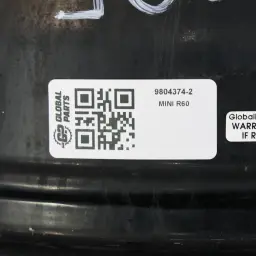 GLOBAL
PARTS
9804374-2
MINI R60
Global
WARR
IF R